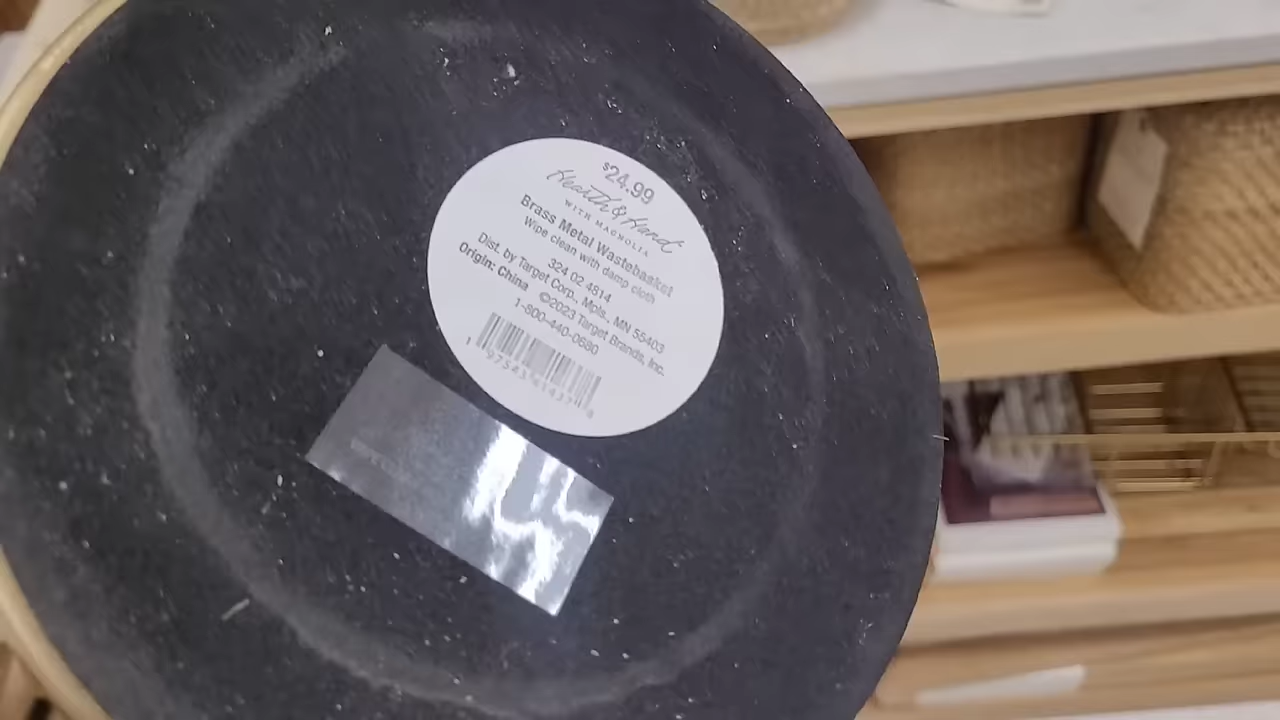 $24.99
Hearth & Hand
WITH MAGNOLIA
Brass Metal Wastebasket
Wipe clean with damp cloth
324 02 4814
Dist. by Target Corp., Mpls., MN 55403
Origin: China ©2023 Target Brands, Inc.
1-800-440-0680